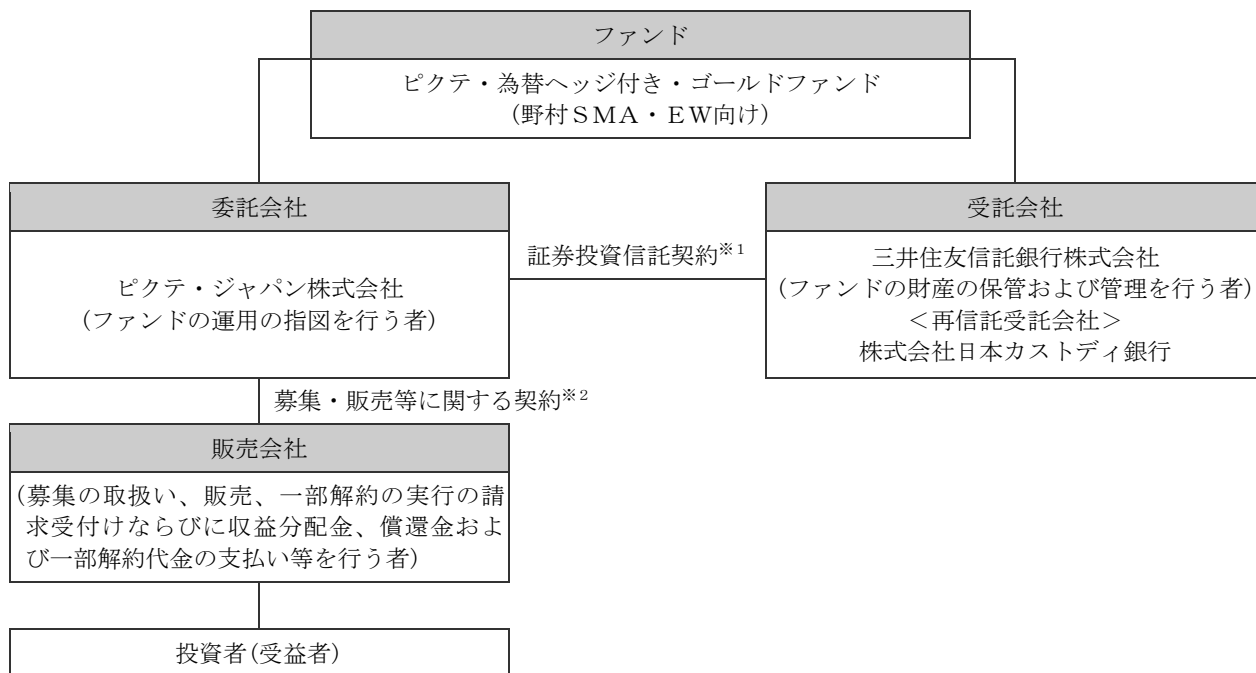 ファンド
ピクテ・為替ヘッジ付き・ゴールドファンド
(野村SMA・EW向け)
委託会社
ピクテ・ジャパン株式会社
(ファンドの運用の指図を行う者)
証券投資信託契約※1
受託会社
三井住友信託銀行株式会社
(ファンドの財産の保管および管理を行う者)
<再信託受託会社>
株式会社日本カストディ銀行
募集・販売等に関する契約※2
販売会社
(募集の取扱い、販売、一部解約の実行の請
求受付けならびに収益分配金、償還金およ
び一部解約代金の支払い等を行う者)
投資者(受益者)